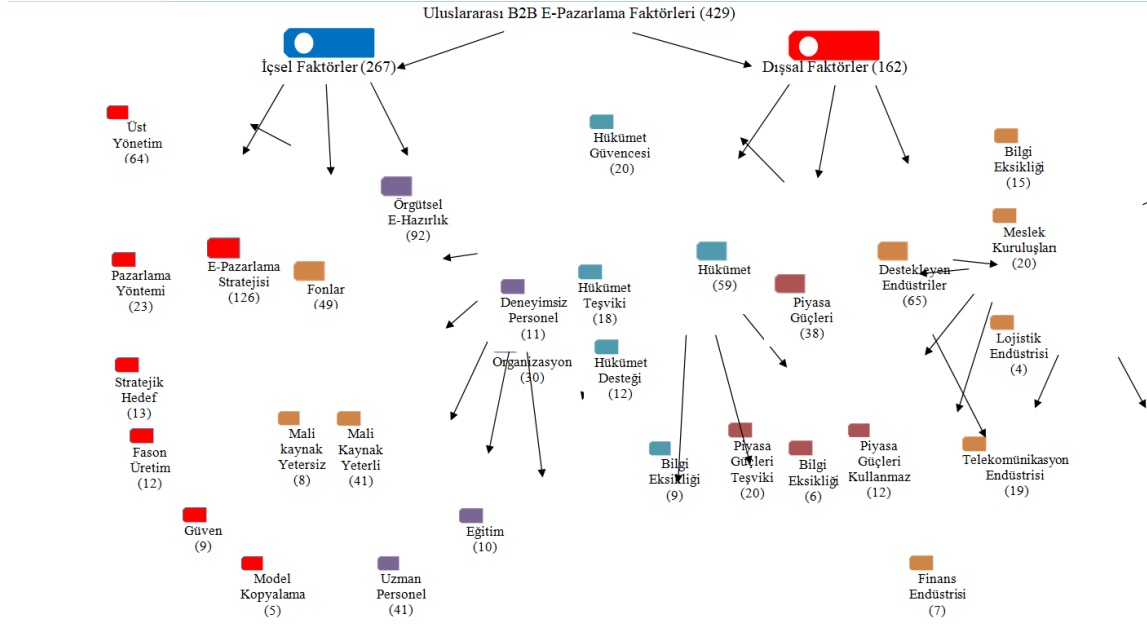 Uluslararası B2B E-Pazarlama Faktörleri (429)
İçsel Faktörler (267)
Dışsal Faktörler (162)
Üst
Yönetim
(64)
Hükümet
Güvencesi
(20)
Bilgi
Eksikliği
(15)
Örgütsel
E-Hazırlık
(92)
Meslek
Kuruluşları
(20)
Pazarlama
Yöntemi
(23)
E-Pazarlama
Stratejisi
(126)
Fonlar
(49)
Deneyimsiz
Personel
(11)
Organizasyon
(30)
Hükümet
Teşviki
(18)
Hükümet
(59)
Piyasa
Güçleri
(38)
Destekleyen
Endüstriler
(65)
Lojistik
Endüstrisi
(4)
Hükümet
Desteği
(12)
Stratejik
Hedef
(13)
Fason
Üretim
(12)
Mali
kaynak
Yetersiz
(8)
Mali
Kaynak
Yeterli
(41)
Bilgi
Eksikliği
(9)
Piyasa
Güçleri
Teşviki
(20)
Bilgi
Eksikliği
(6)
Piyasa
Güçleri
Kullanmaz
(12)
Telekomünikasyon
Endüstrisi
(19)
Güven
(9)
Eğitim
(10)
Model
Kopyalama
(5)
Uzman
Personel
(41)
Finans
Endüstrisi
(7)